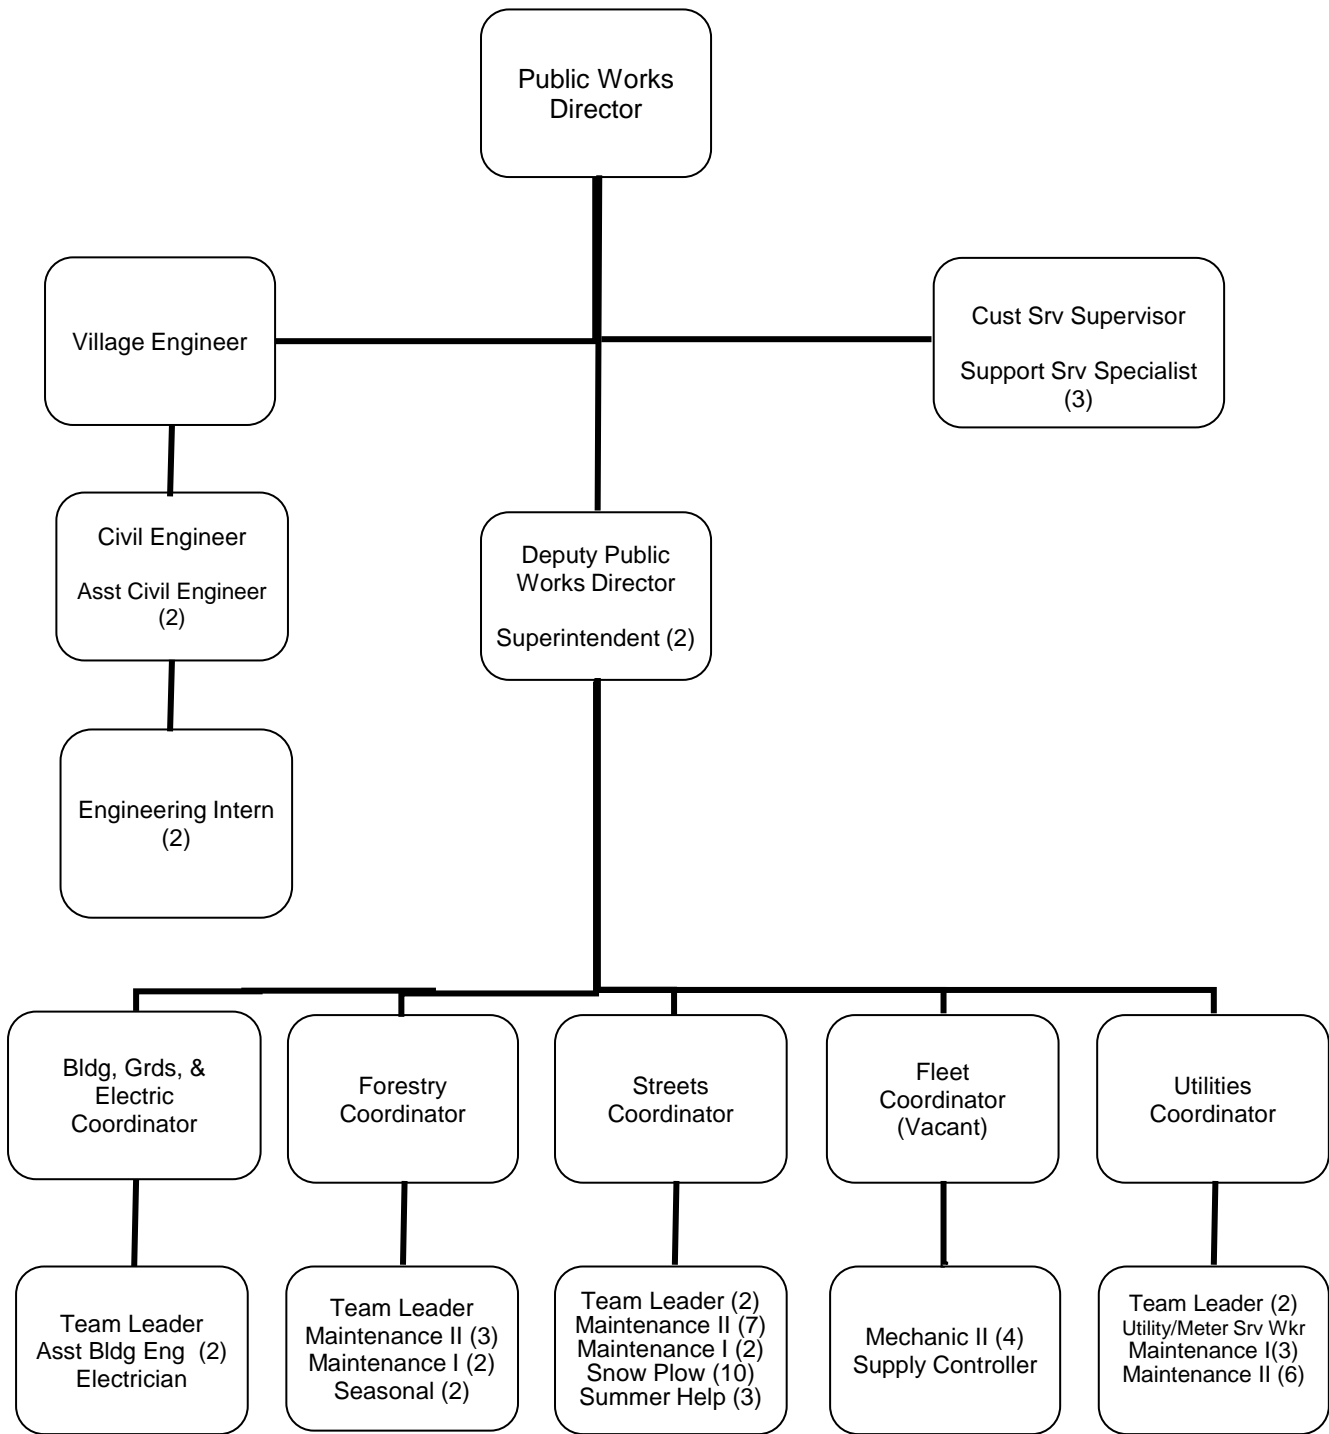 Public Works
Director
Village Engineer
Cust Srv Supervisor
Support Srv Specialist
(3)
Civil Engineer
Asst Civil Engineer
(2)
Deputy Public
Works Director
Superintendent (2)
Engineering Intern
(2)
Bldg, Grds, &
Electric
Coordinator
Forestry
Coordinator
Streets
Coordinator
Fleet
Coordinator
(Vacant)
Utilities
Coordinator
Team Leader
Asst Bldg Eng (2)
Electrician
Team Leader
Maintenance II (3)
Maintenance I (2)
Seasonal (2)
Team Leader (2)
Maintenance II (7)
Maintenance I (2)
Snow Plow (10)
Summer Help (3)
Mechanic II (4)
Supply Controller
Team Leader (2)
Utility/Meter Srv Wkr
Maintenance I(3)
Maintenance II (6)